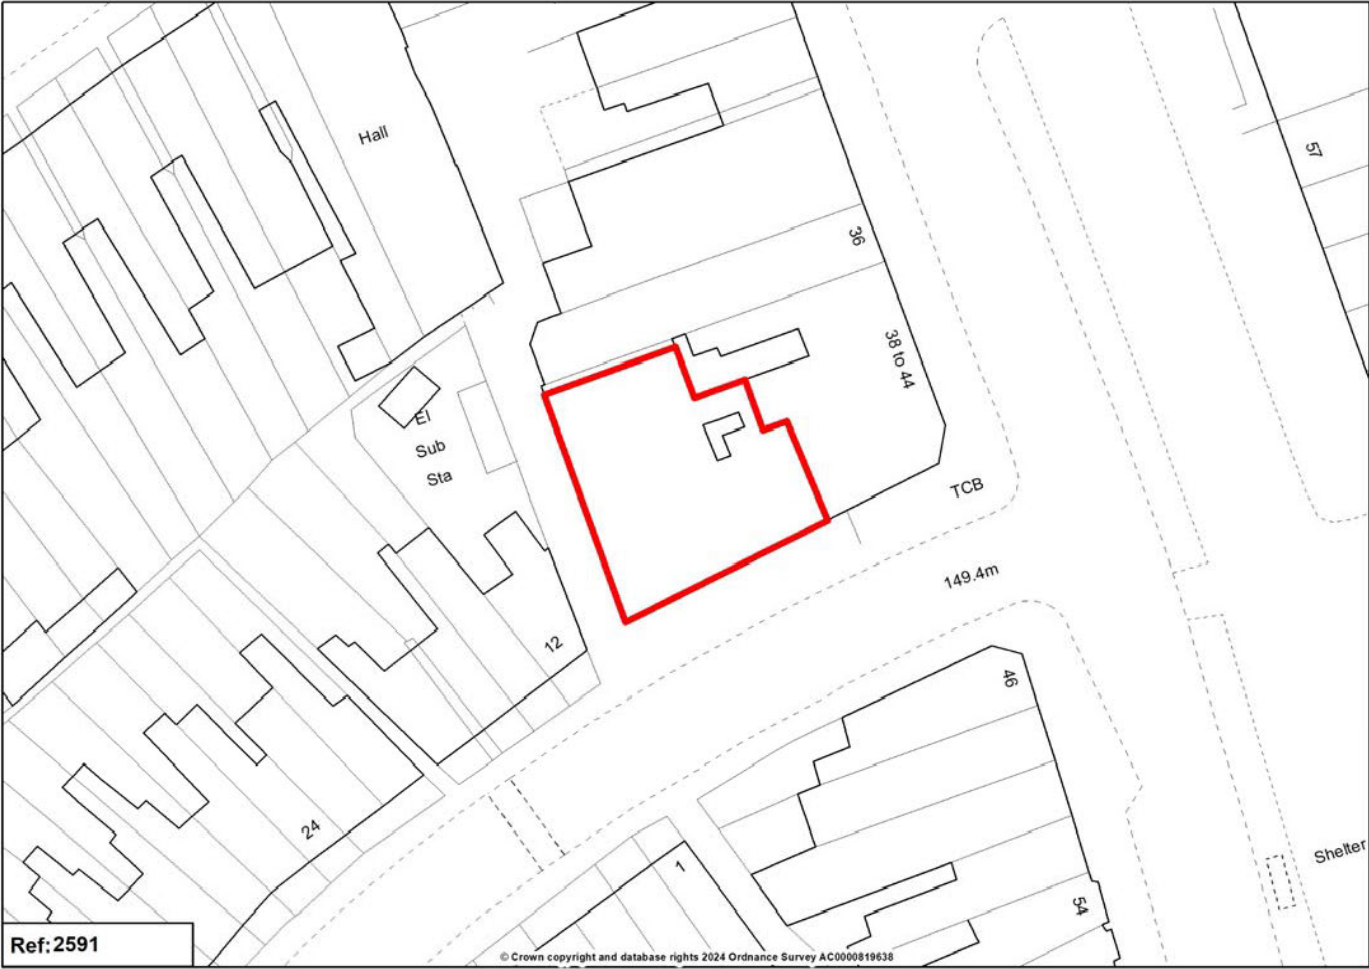 Hall
57
36
38 to 44
El
Sub
Sta
TCB
149.4m
12
46
24
1
Shelter
54
Ref:2591
© Crown copyright and database rights 2024 Ordnance Survey AC0000819638